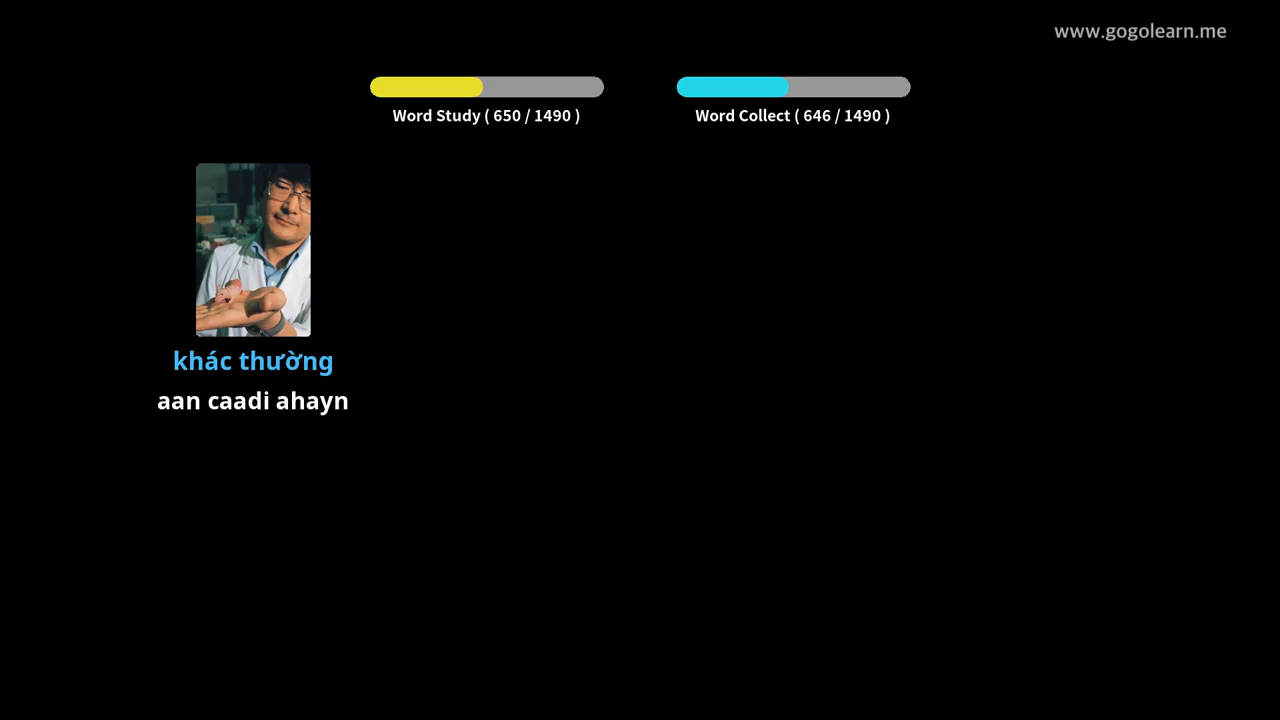 www.gogolearn.me
Word Study ( 650 / 1490 )
Word Collect ( 646 / 1490 )
khác thường
aan caadi ahayn